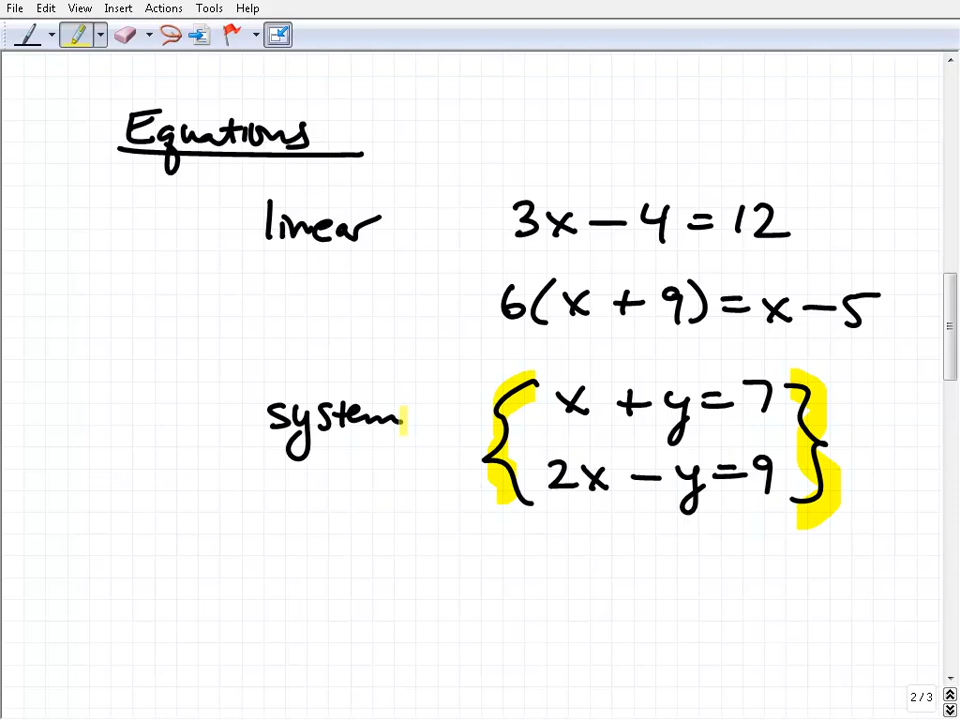 File Edit View Insert Actions Tools Help
Equations
linear 3x - 4 = 12
6(x + 9) = x - 5
system { x + y = 7 }
2x - y = 9
2 / 3